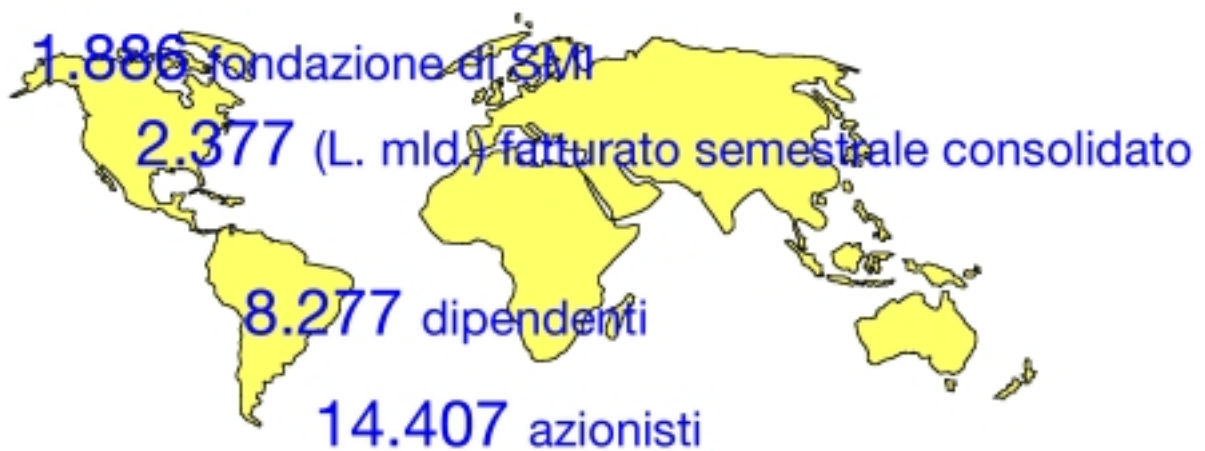 1.886 fondazione di SMI
2.377 (L. mld.) fatturato semestrale consolidato
8.277 dipendenti
14.407 azionisti